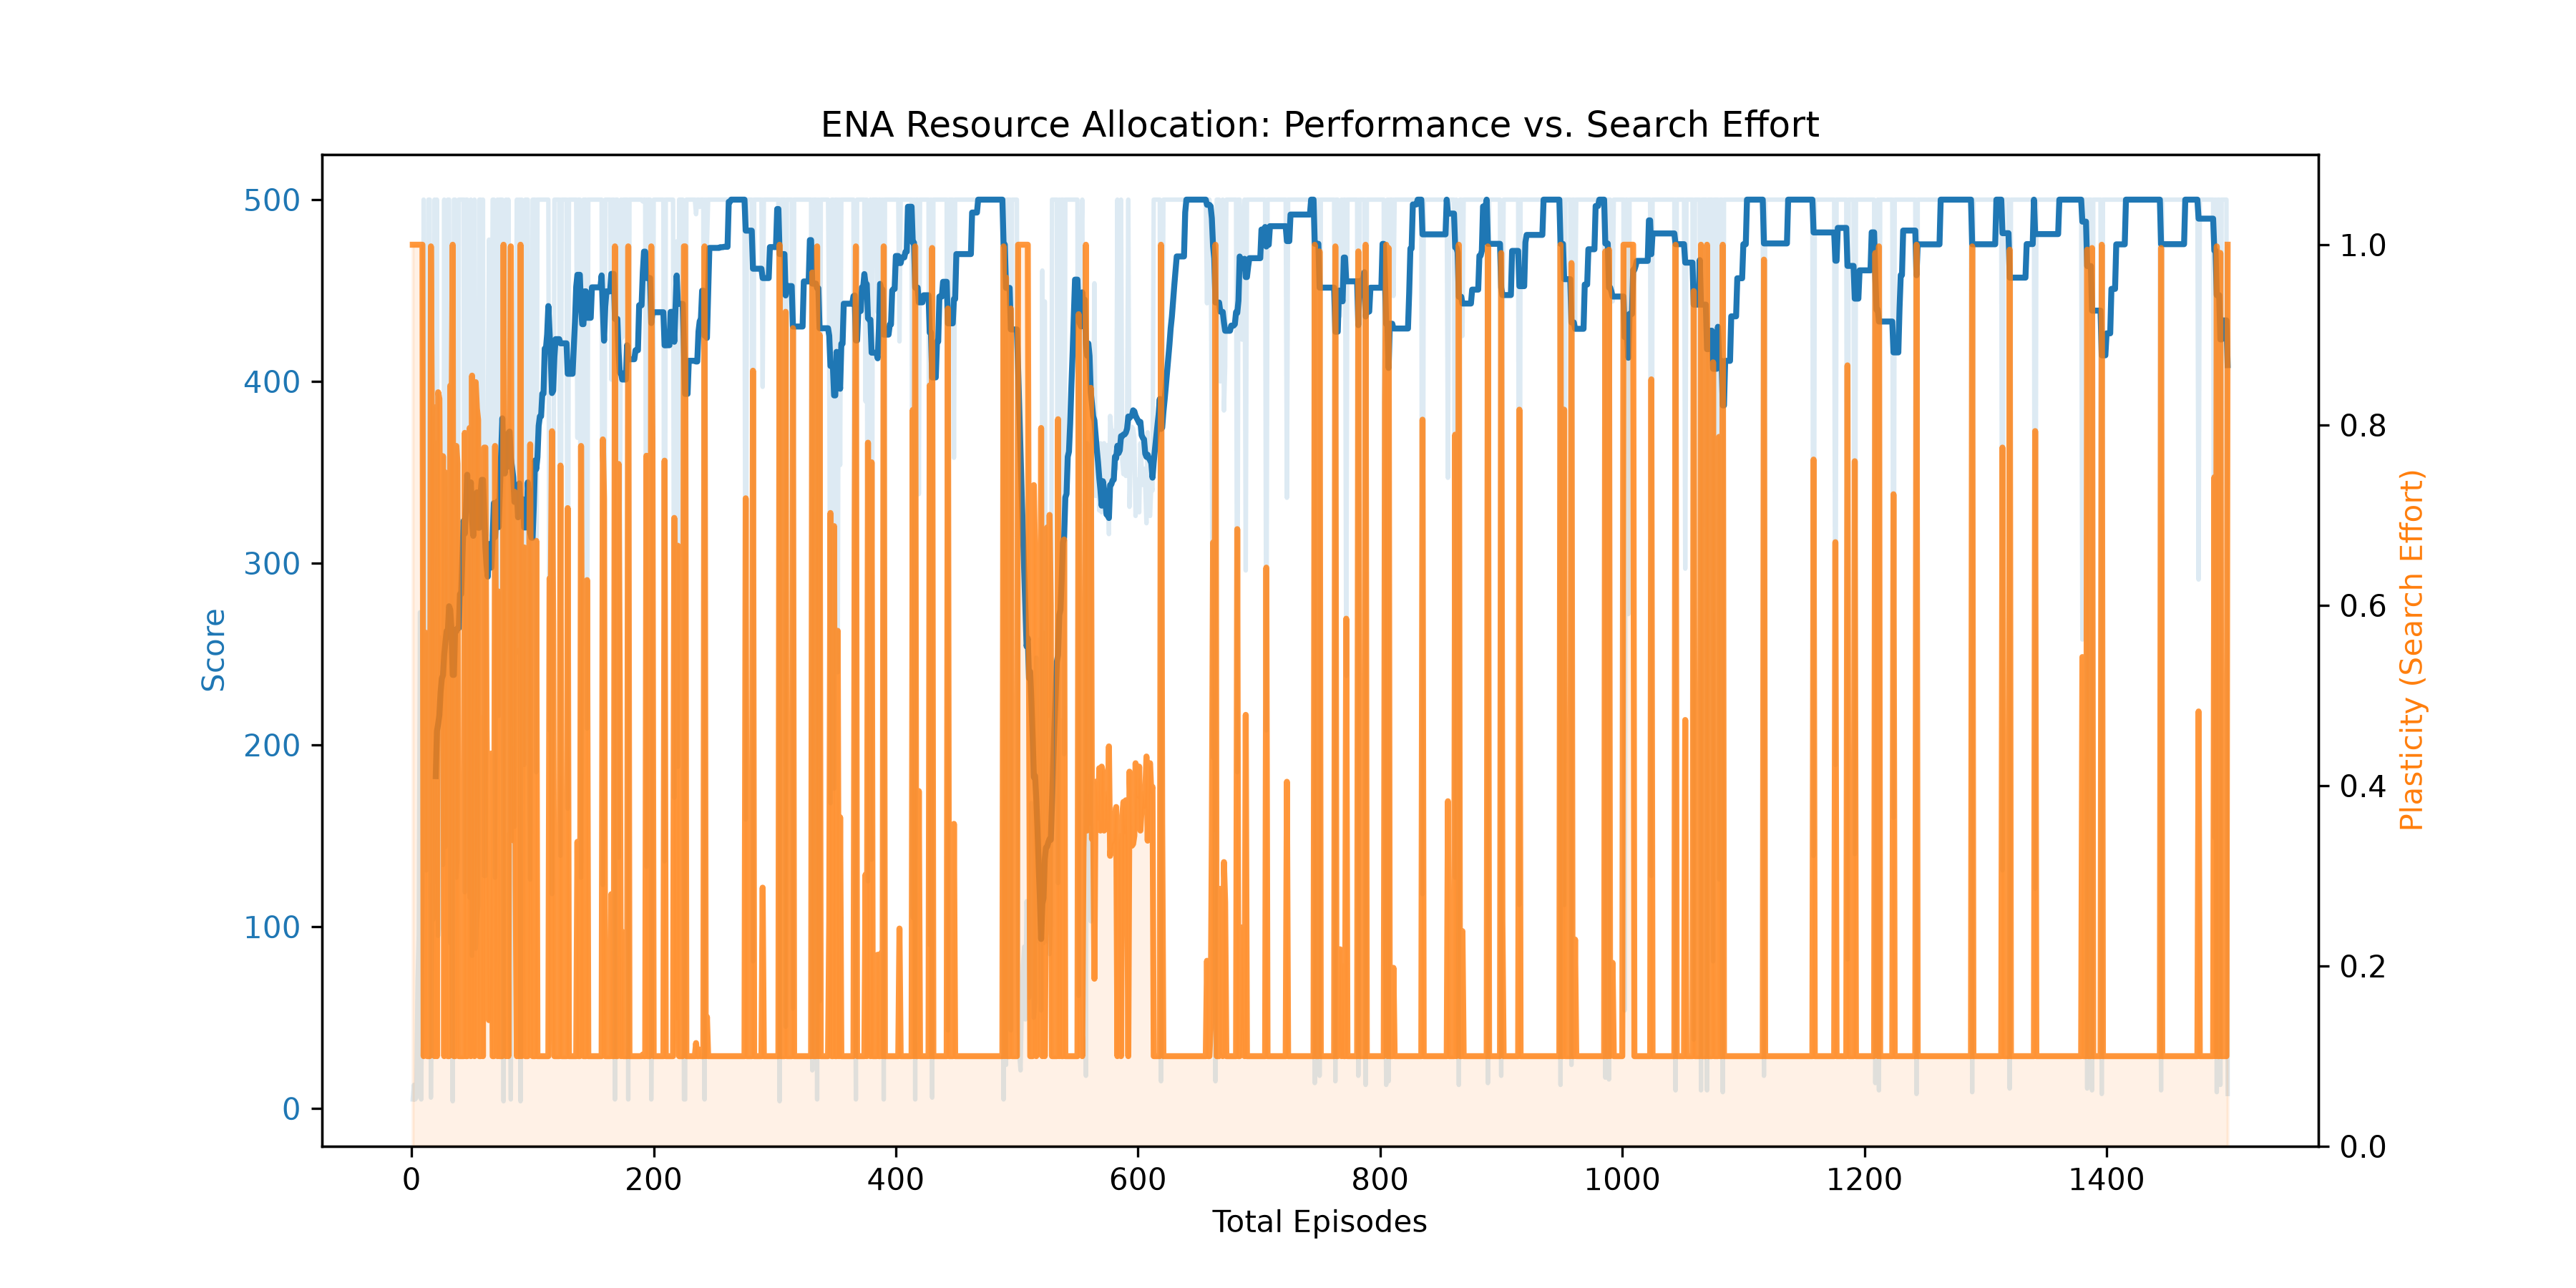 ENA Resource Allocation: Performance vs. Search Effort
500
400
300
200
100
0
Score
1.0
0.8
0.6
0.4
0.2
0.0
Plasticity (Search Effort)
0 200 400 600 800 1000 1200 1400
Total Episodes